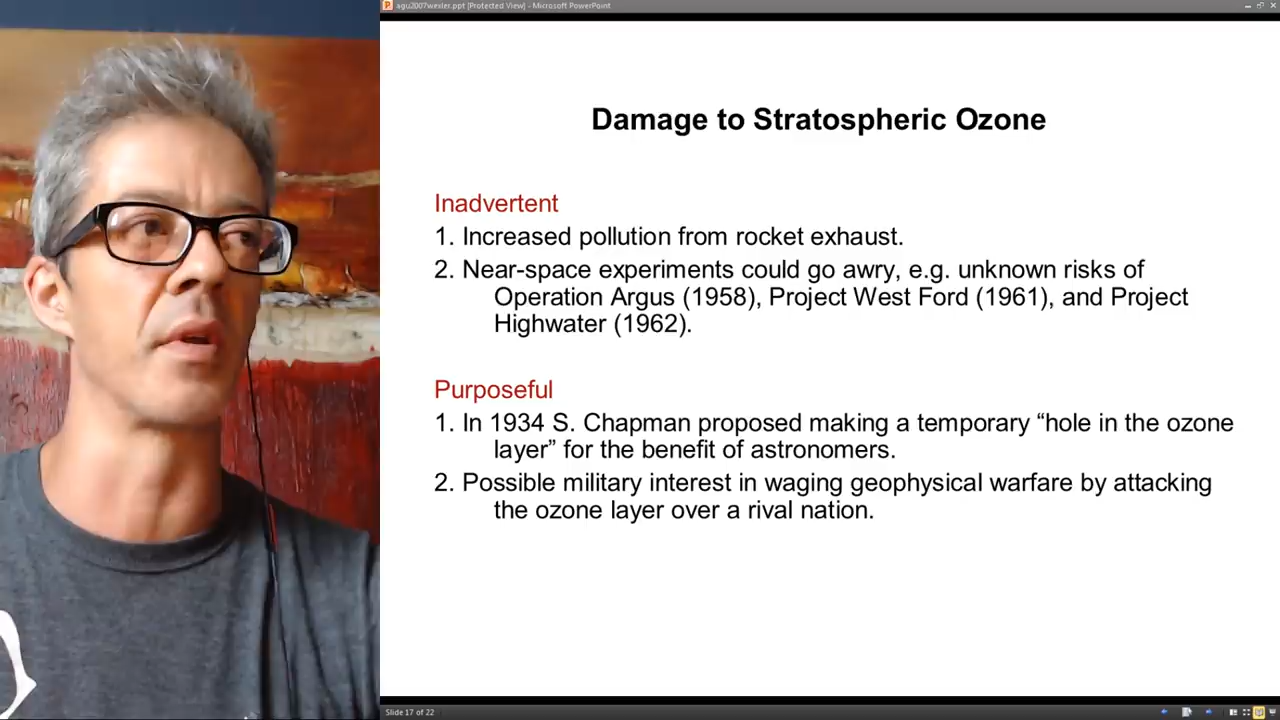 agu2007wexler.ppt [Protected View] - Microsoft PowerPoint
Damage to Stratospheric Ozone
Inadvertent
1. Increased pollution from rocket exhaust.
2. Near-space experiments could go awry, e.g. unknown risks of
Operation Argus (1958), Project West Ford (1961), and Project
Highwater (1962).
Purposeful
1. In 1934 S. Chapman proposed making a temporary “hole in the ozone
layer” for the benefit of astronomers.
2. Possible military interest in waging geophysical warfare by attacking
the ozone layer over a rival nation.
Slide 17 of 22